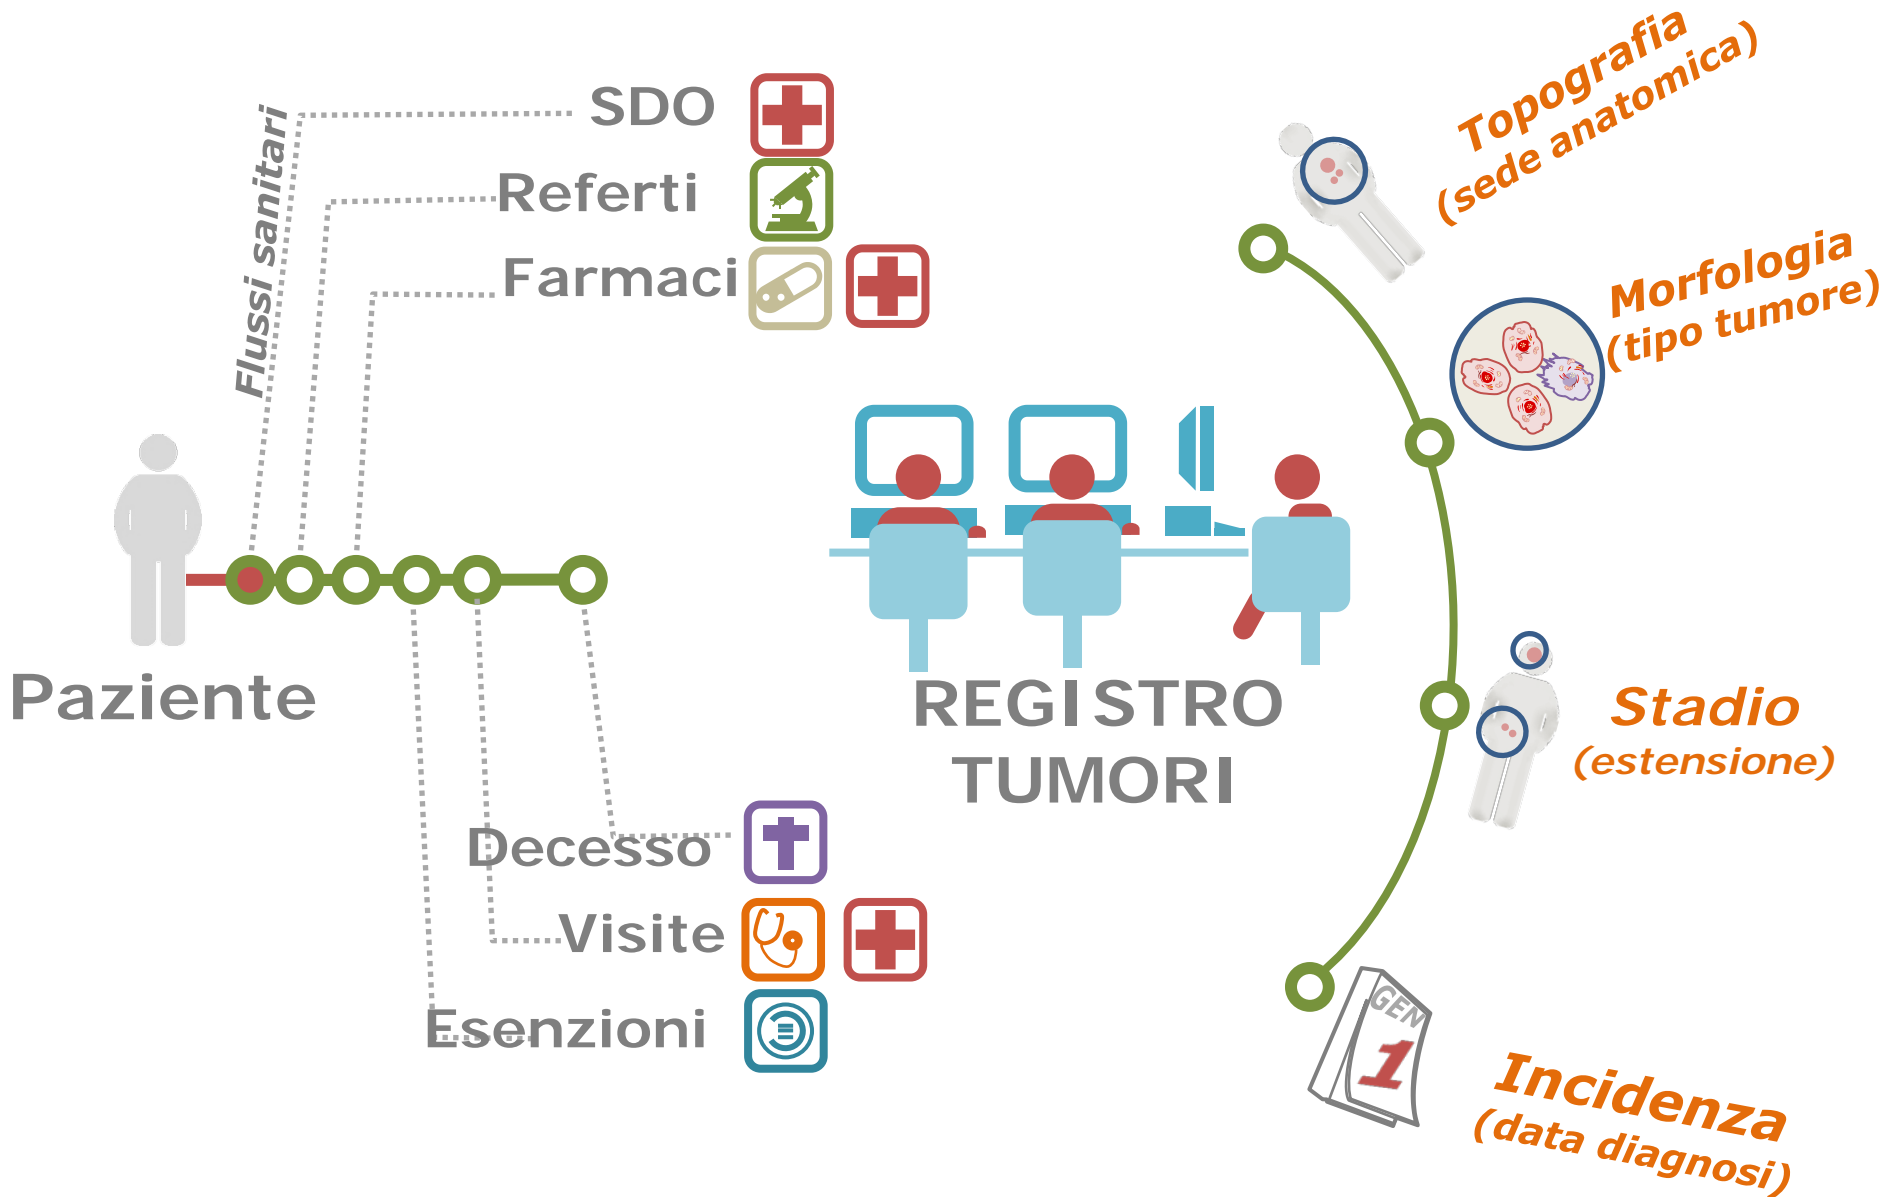 Flussi sanitari
SDO
Referti
Farmaci
Paziente
Decesso
Visite
Esenzioni
REGISTRO
TUMORI
Topografia
(sede anatomica)
Morfologia
(tipo tumore)
Stadio
(estensione)
GEN
1
Incidenza
(data diagnosi)